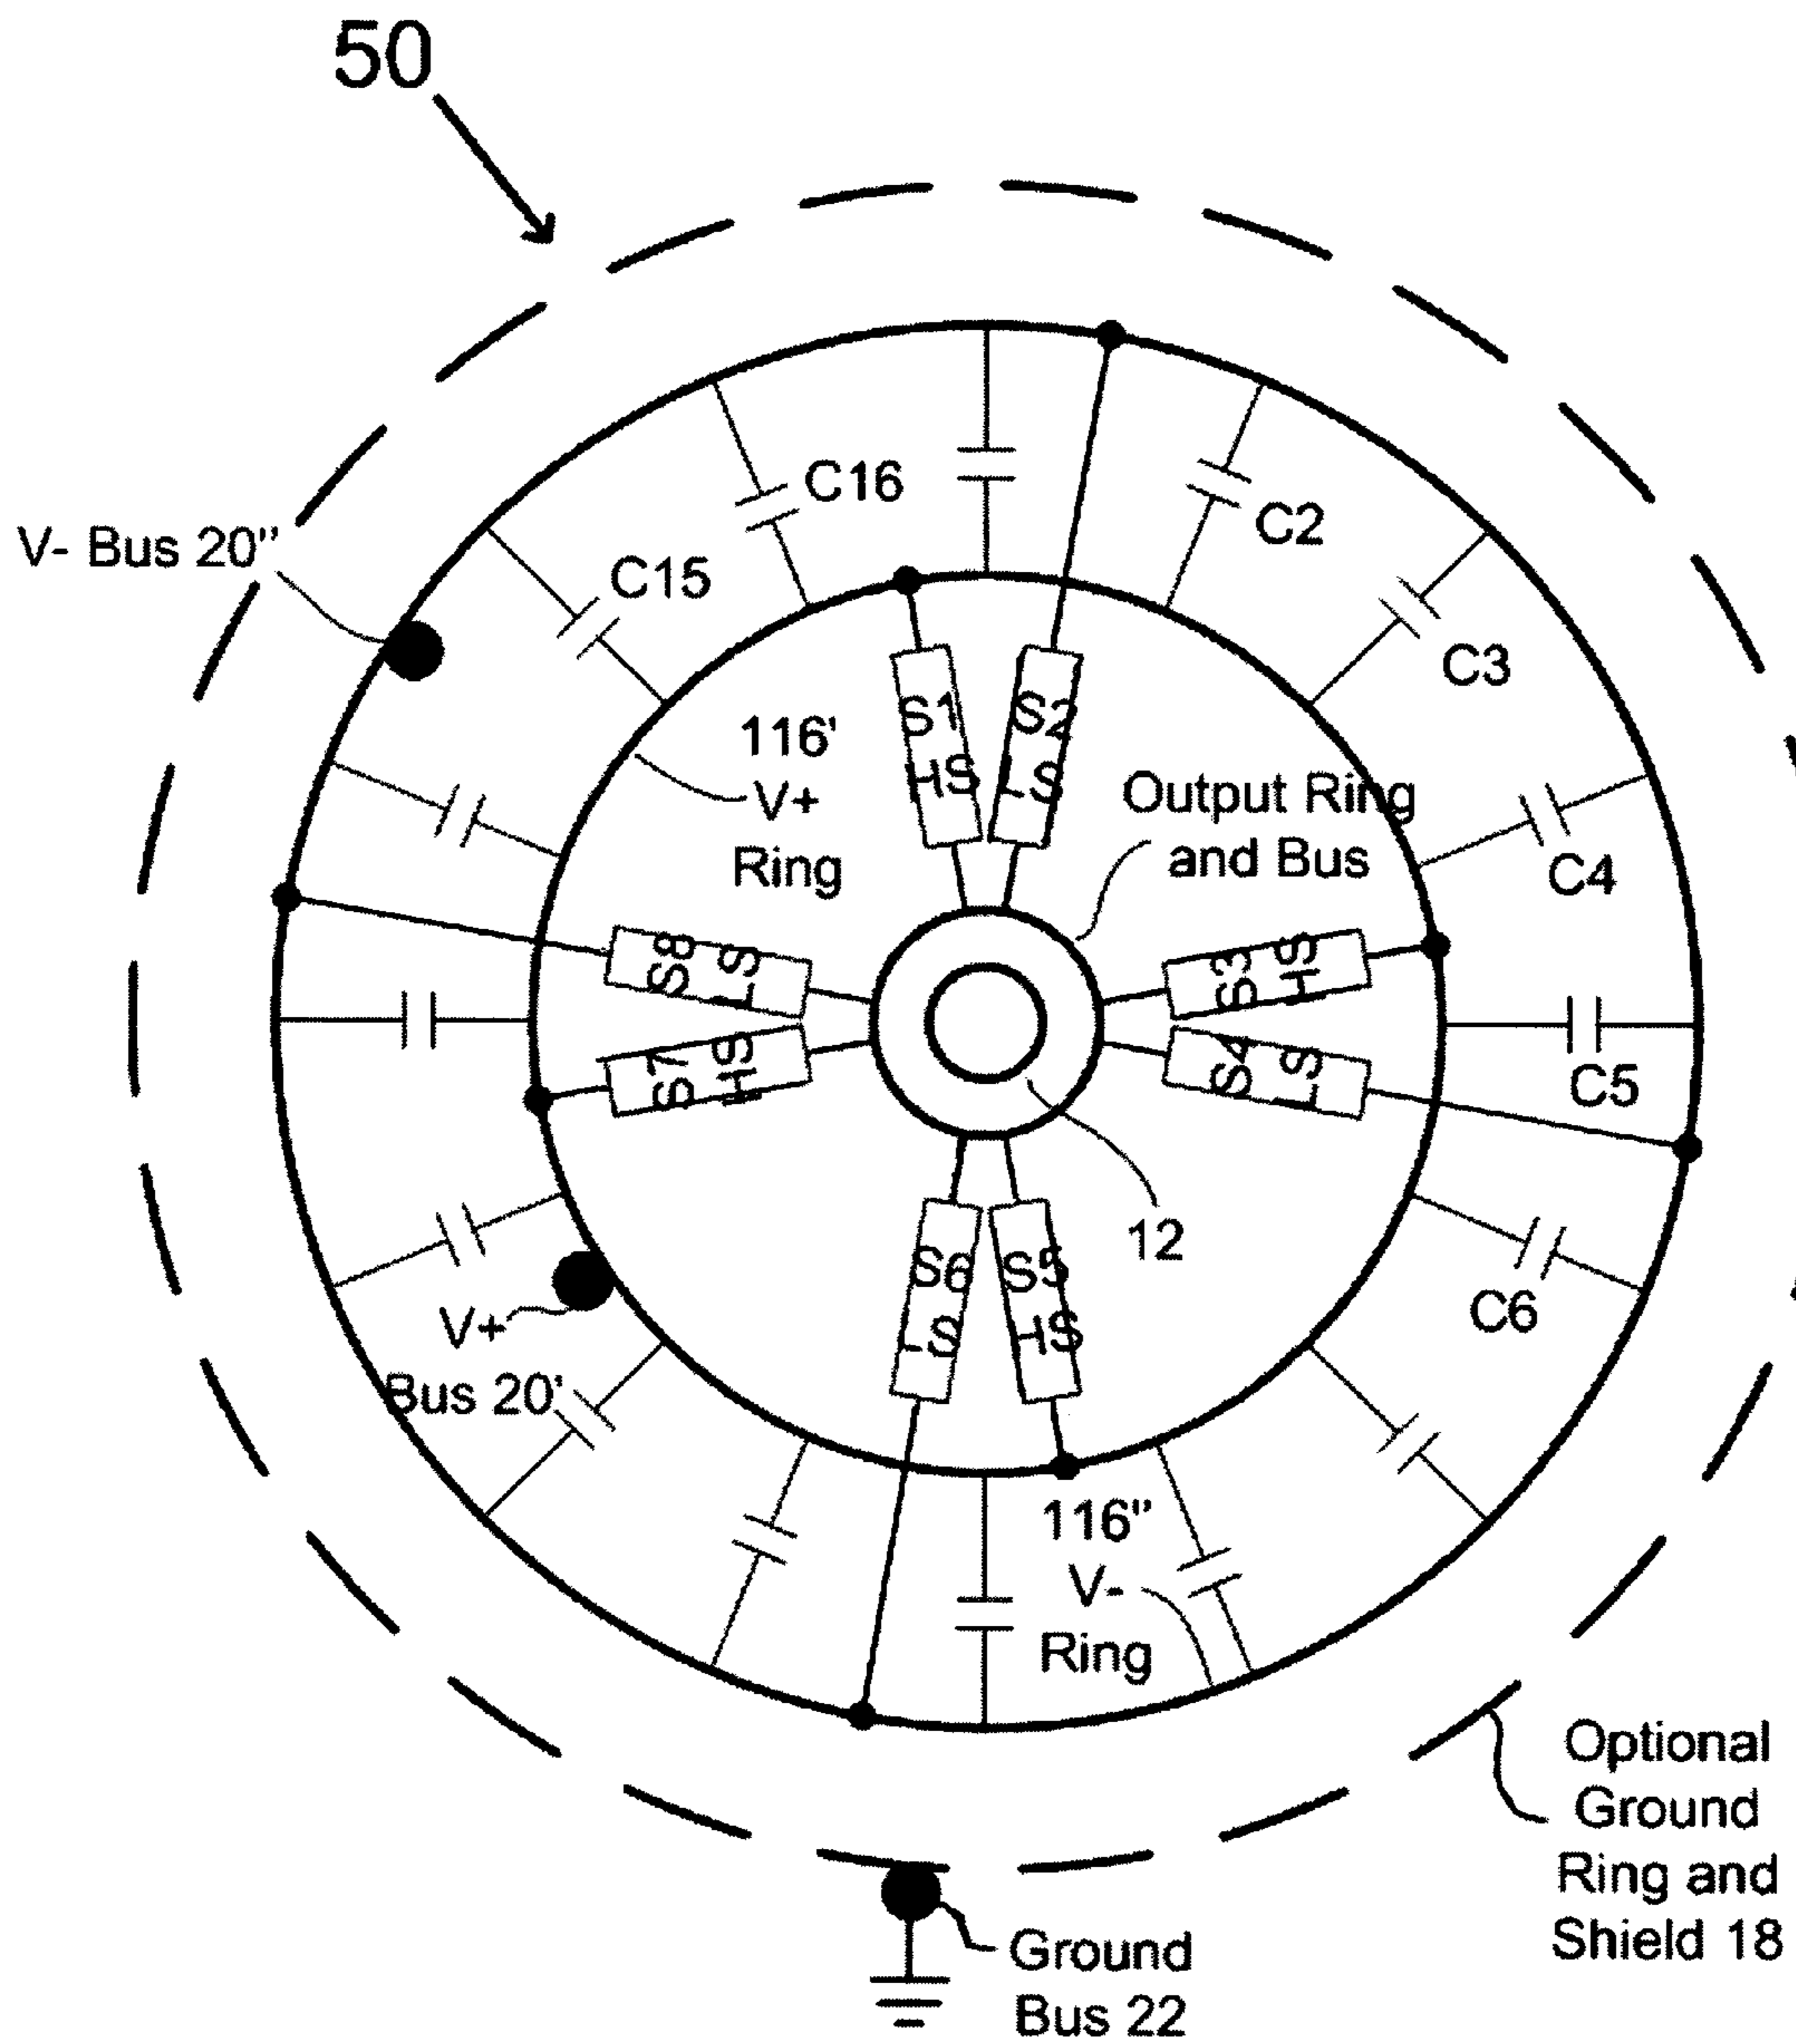 50
C16
C2
V- Bus 20"
C15
C3
116'
V+
Ring
S1
HS
S2
LS
Output Ring
and Bus
C4
S8
LS
S3
HS
S7
HS
S4
LS
C5
12
S6
LS
S5
HS
C6
V+
Bus 20'
116"
V-
Ring
Optional
Ground
Ring and
Shield 18
Ground
Bus 22